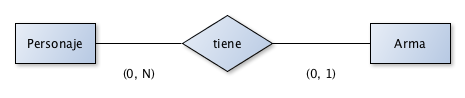 Personaje
tiene
Arma
(0, N)
(0, 1)